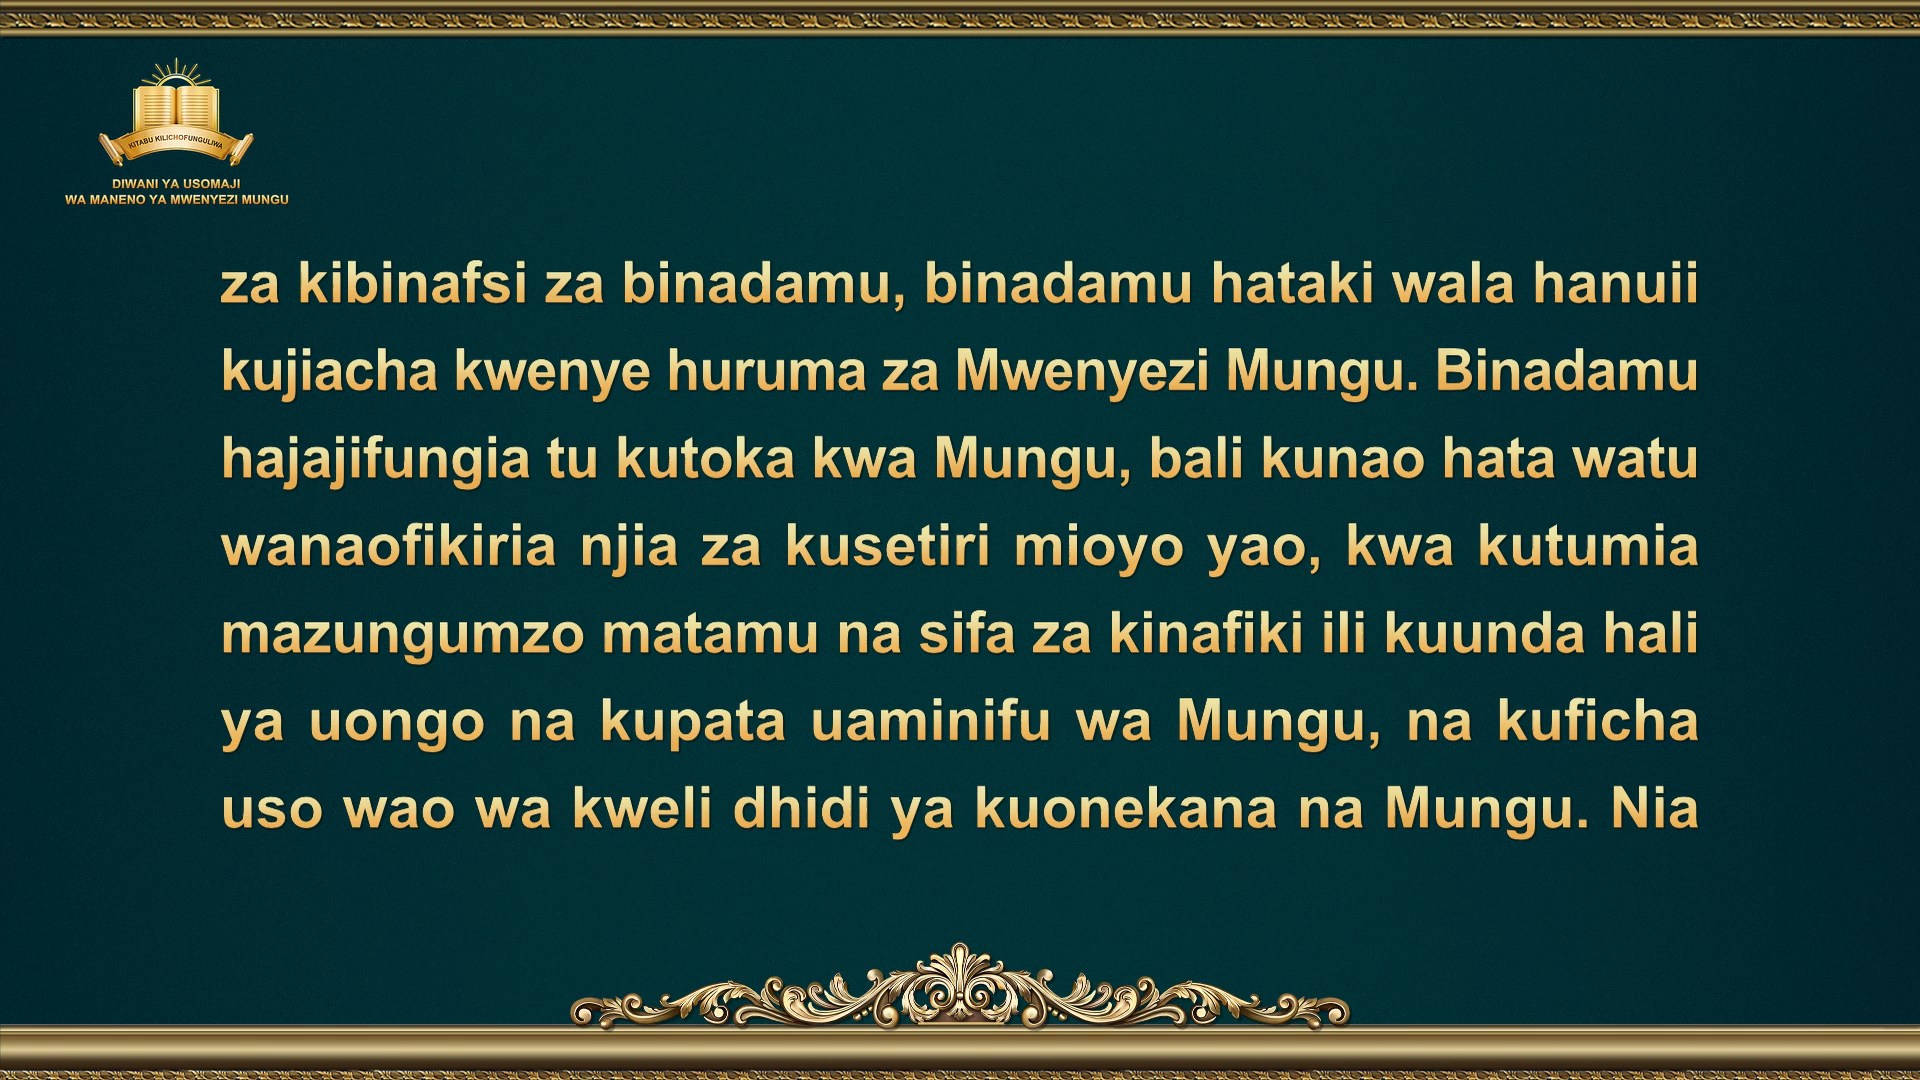 KITABU KILICHOFUNGULIWA
DIWANI YA USOMAJI
WA MANENO YA MWENYEZI MUNGU
za kibinafsi za binadamu, binadamu hataki wala hanuii
kujiacha kwenye huruma za Mwenyezi Mungu. Binadamu
hajajifungia tu kutoka kwa Mungu, bali kunao hata watu
wanaofikiria njia za kusetiri mioyo yao, kwa kutumia
mazungumzo matamu na sifa za kinafiki ili kuunda hali
ya uongo na kupata uaminifu wa Mungu, na kuficha
uso wao wa kweli dhidi ya kuonekana na Mungu. Nia